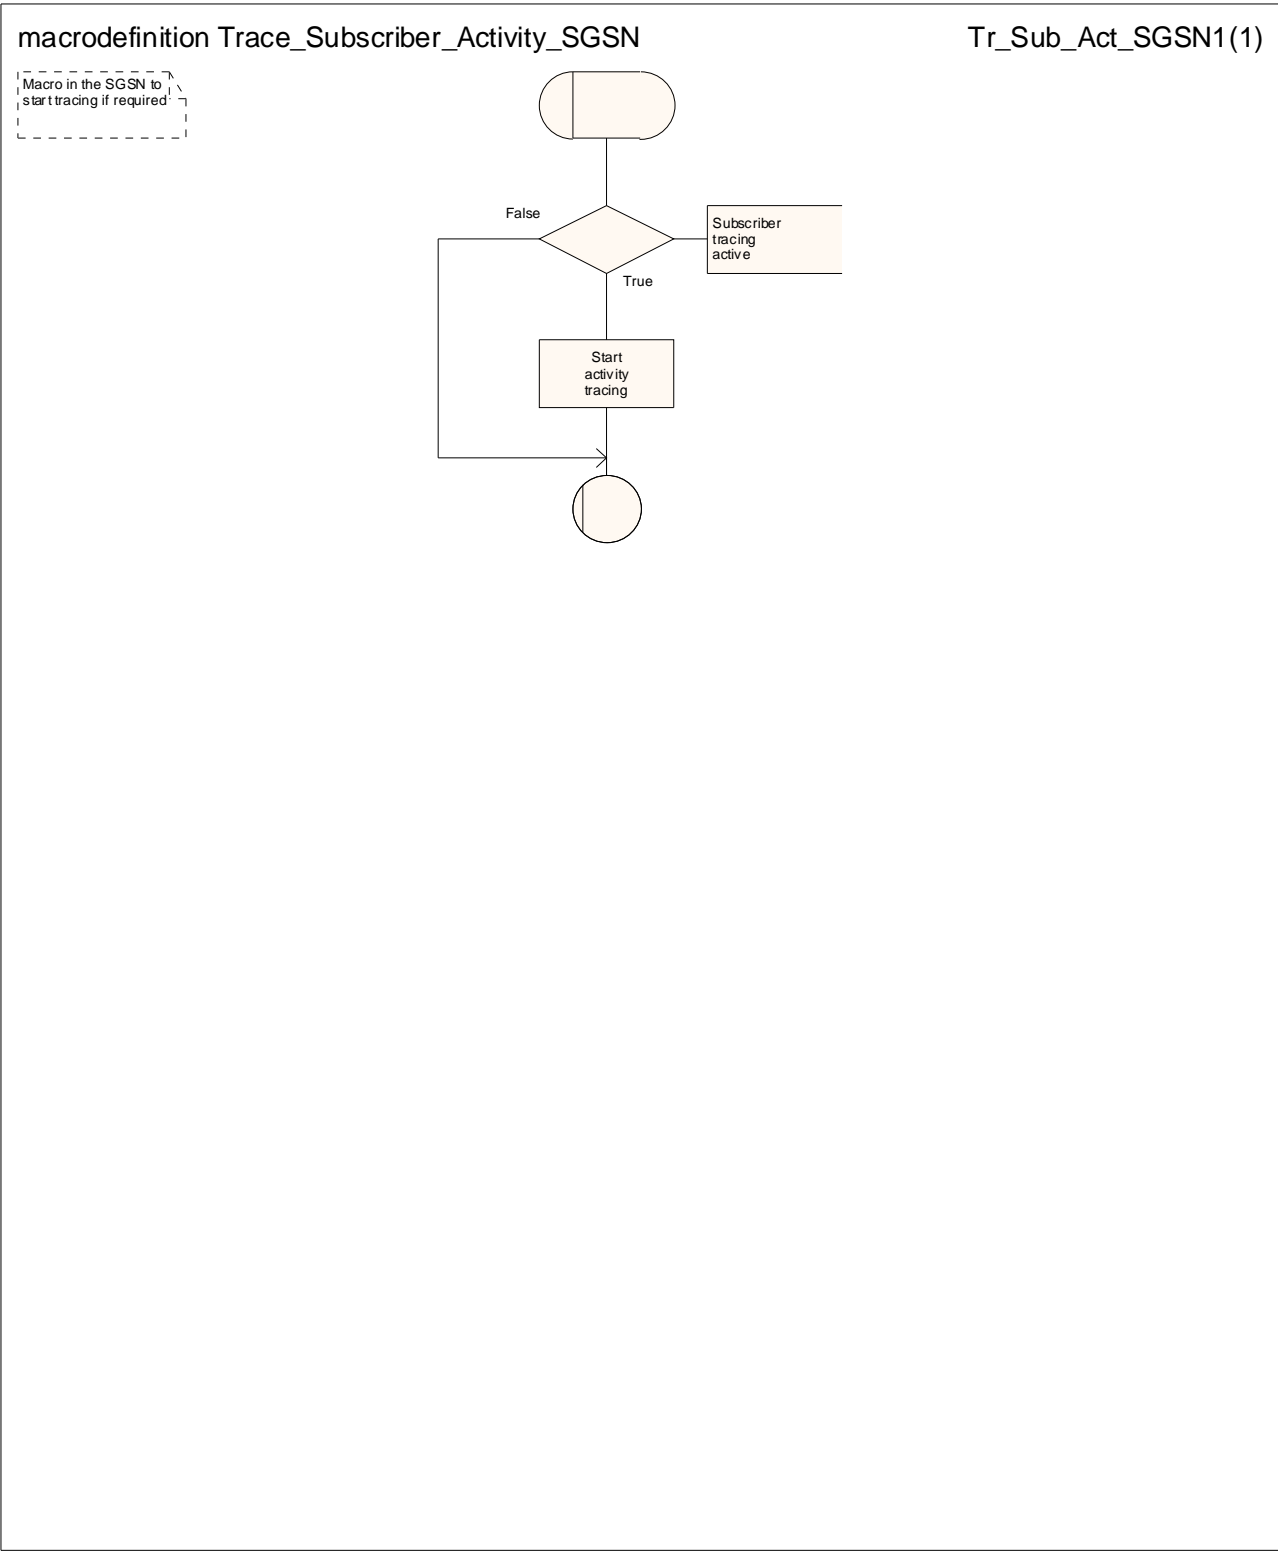 macrodefinition Trace_Subscriber_Activity_SGSN
Tr_Sub_Act_SGSN1(1)
Macro in the SGSN to
start tracing if required
False
Subscriber
tracing
active
True
Start
activity
tracing